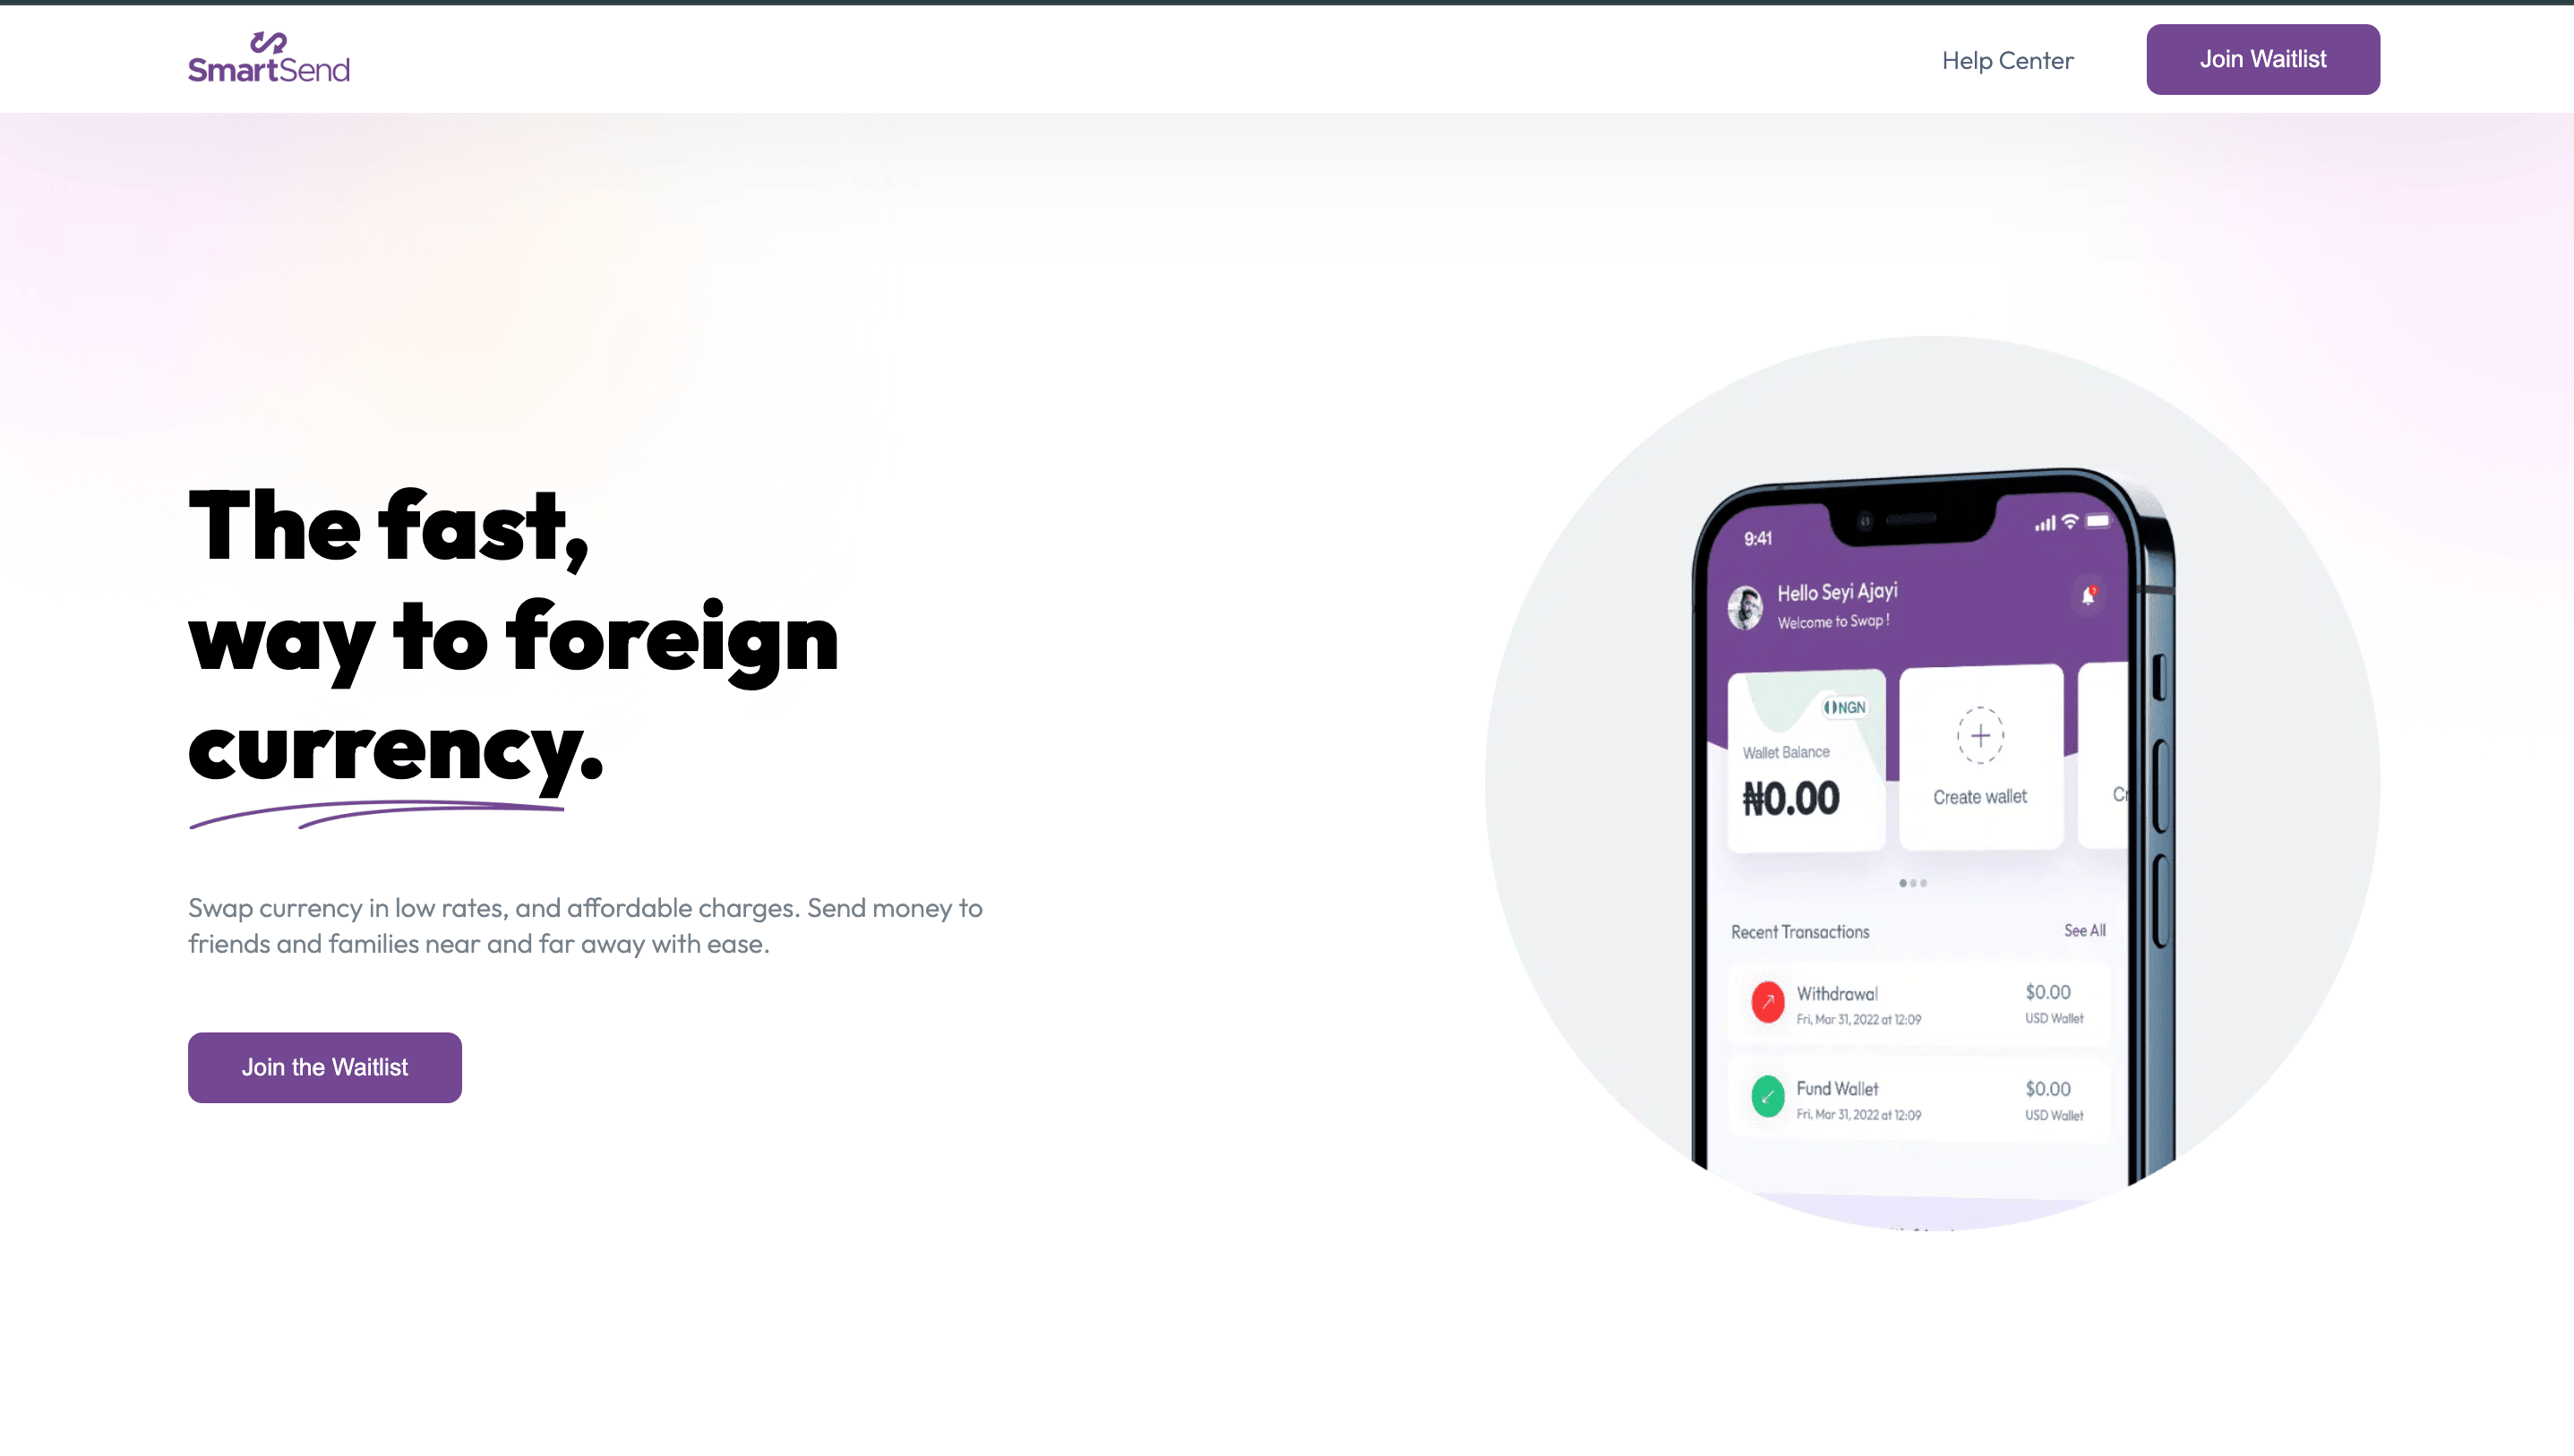 SmartSend
Help Center
Join Waitlist
The fast,
way to foreign
currency.
Swap currency in low rates, and affordable charges. Send money to
friends and families near and far away with ease.
Join the Waitlist
9:41
Hello Seyi Ajayi
Welcome to Swap !
NGN
Wallet Balance
₦0.00
Create wallet
Cr
Recent Transactions
See All
Withdrawal
$0.00
Fri, Mar 31, 2022 at 12:09
USD Wallet
Fund Wallet
$0.00
Fri, Mar 31, 2022 at 12:09
USD Wallet